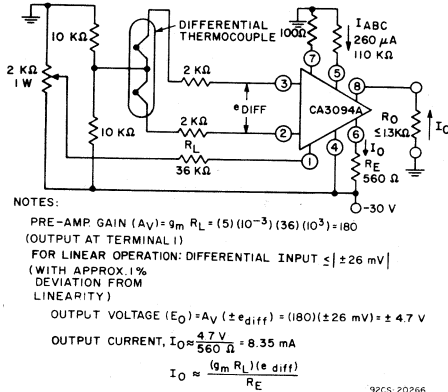 DIFFERENTIAL
THERMOCOUPLE
10 KΩ
100Ω
I ABC
260 μA
110 KΩ
7
5
2 KΩ
1 W
2 KΩ
3
8
e DIFF
CA3094A
RO
≤13KΩ
IO
10 KΩ
2 KΩ
2
6
4
IO
RL
36 KΩ
1
RE
560 Ω
-30 V
NOTES:
PRE-AMP. GAIN (AV) = gm RL = (5) (10-3) (36) (103) = 180
(OUTPUT AT TERMINAL 1)
FOR LINEAR OPERATION: DIFFERENTIAL INPUT ≤ | ±26 mV |
(WITH APPROX. 1%
DEVIATION FROM
LINEARITY)
OUTPUT VOLTAGE (EO) = AV (± ediff) = (180) (±26 mV) = ± 4.7 V
OUTPUT CURRENT, IO ≈ 4.7 V / 560 Ω = 8.35 mA
IO ≈ (gm RL) (e diff) / RE
92CS-20266